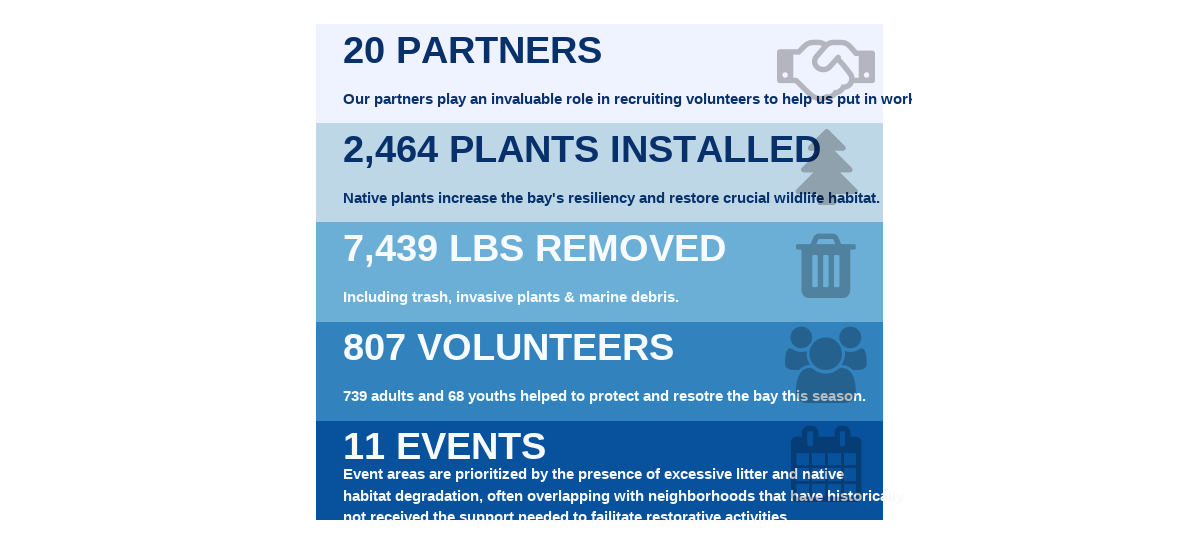 20 PARTNERS
Our partners play an invaluable role in recruiting volunteers to help us put in work
2,464 PLANTS INSTALLED
Native plants increase the bay's resiliency and restore crucial wildlife habitat.
7,439 LBS REMOVED
Including trash, invasive plants & marine debris.
807 VOLUNTEERS
739 adults and 68 youths helped to protect and resotre the bay this season.
11 EVENTS
Event areas are prioritized by the presence of excessive litter and native
habitat degradation, often overlapping with neighborhoods that have historically
not received the support needed to failitate restorative activities